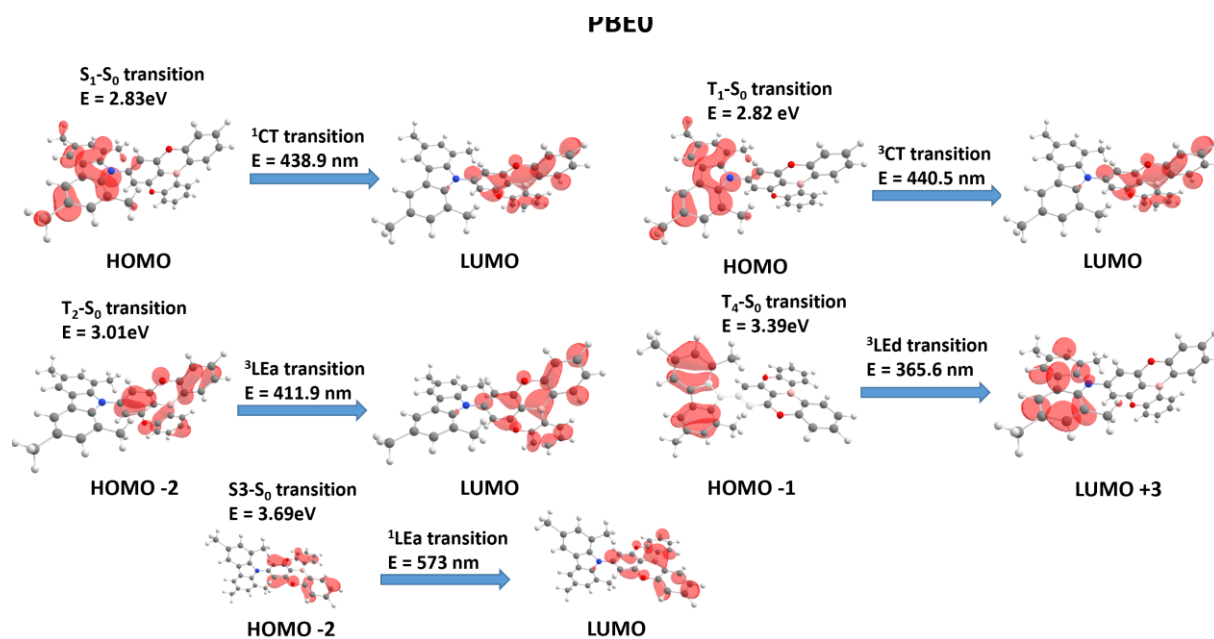 PBE0
S₁-S₀ transition
E = 2.83eV
¹CT transition
E = 438.9 nm
HOMO
LUMO
T₁-S₀ transition
E = 2.82 eV
³CT transition
E = 440.5 nm
HOMO
LUMO
T₂-S₀ transition
E = 3.01eV
³LEa transition
E = 411.9 nm
HOMO -2
LUMO
T₄-S₀ transition
E = 3.39eV
³LEd transition
E = 365.6 nm
HOMO -1
LUMO +3
S3-S₀ transition
E = 3.69eV
¹LEa transition
E = 573 nm
HOMO -2
LUMO